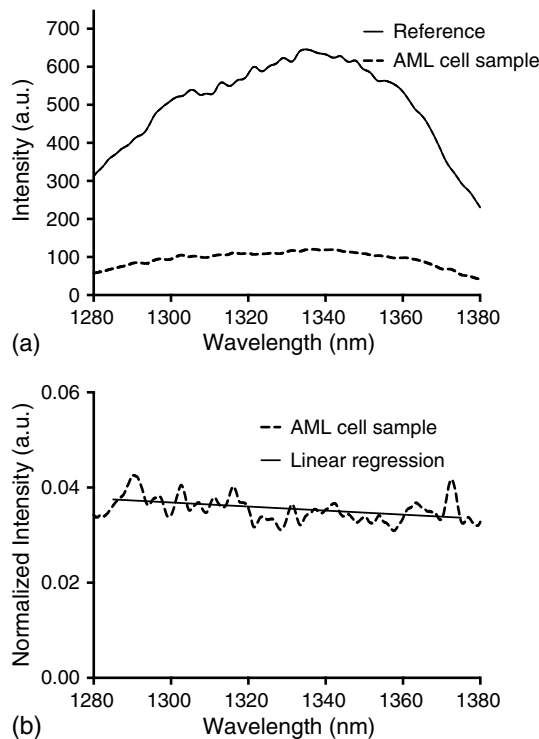 700
600
500
400
300
200
100
0
Intensity (a.u.)
Reference
AML cell sample
1280 1300 1320 1340 1360 1380
Wavelength (nm)
(a)
0.06
0.04
0.02
0.00
Normalized Intensity (a.u.)
AML cell sample
Linear regression
1280 1300 1320 1340 1360 1380
Wavelength (nm)
(b)